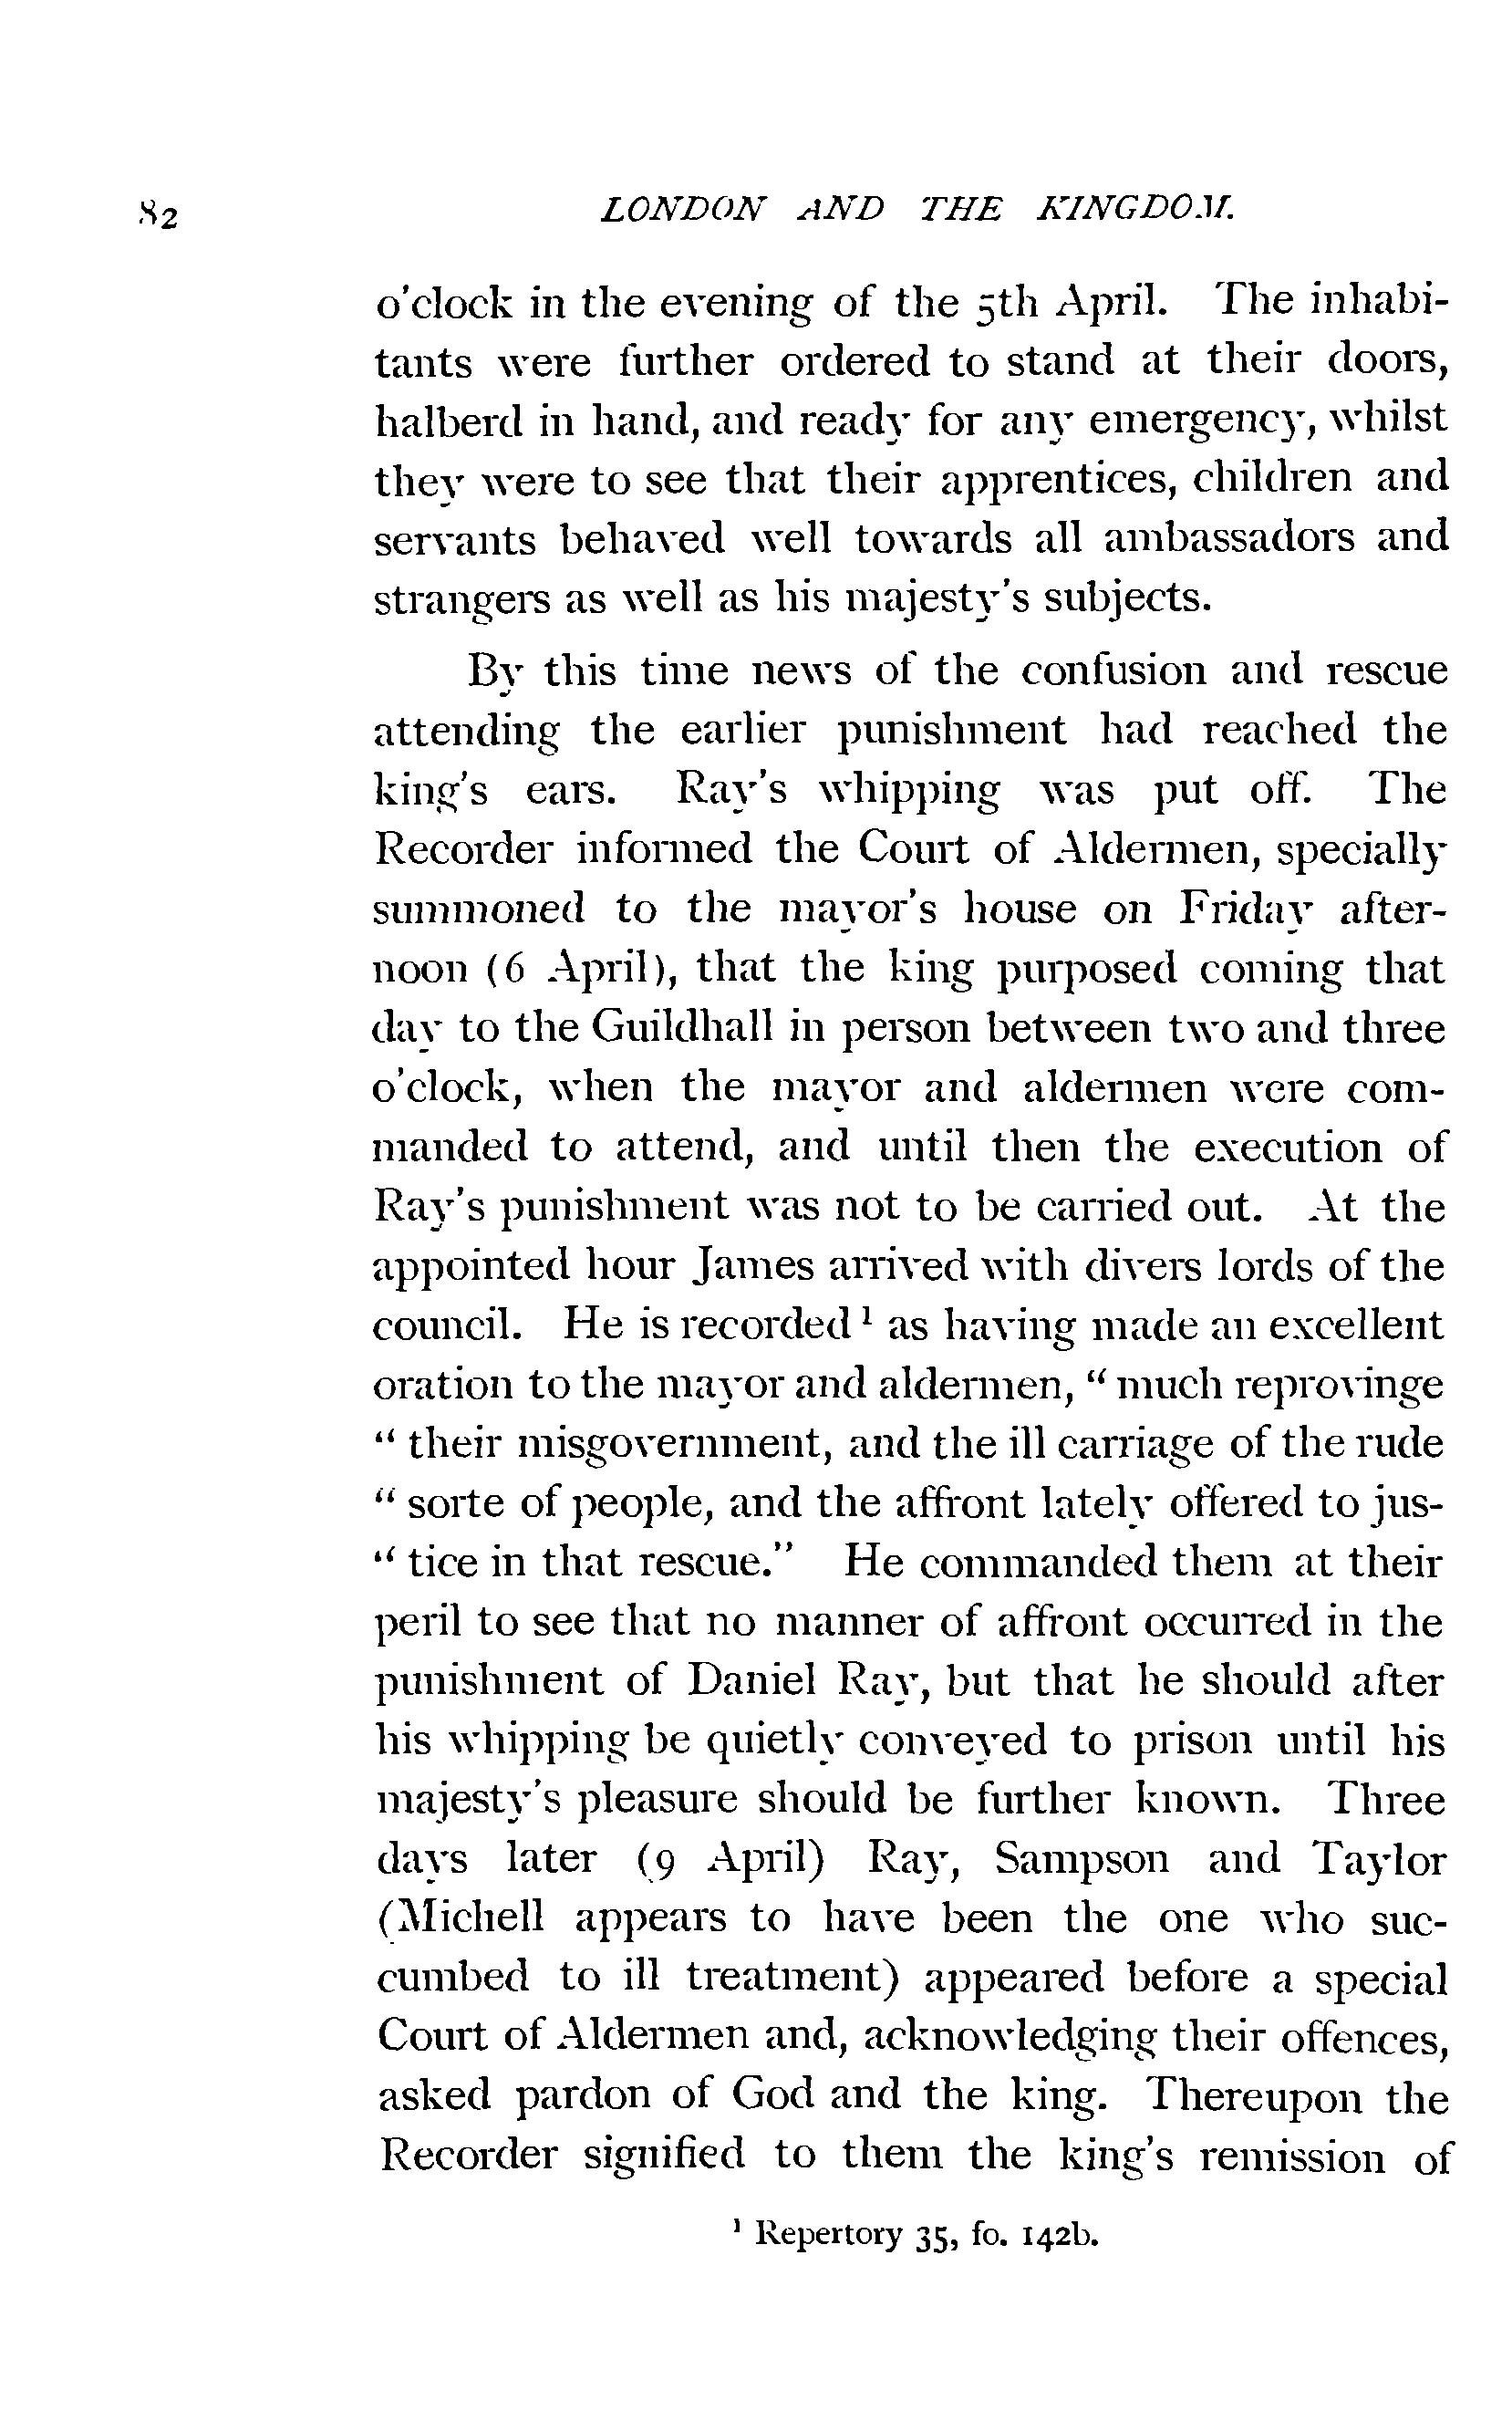 82 LONDON AND THE KINGDOM.
o'clock in the evening of the 5th April. The inhabi-
tants were further ordered to stand at their doors,
halberd in hand, and ready for any emergency, whilst
they were to see that their apprentices, children and
servants behaved well towards all ambassadors and
strangers as well as his majesty's subjects.
By this time news of the confusion and rescue
attending the earlier punishment had reached the
king's ears. Ray's whipping was put off. The
Recorder informed the Court of Aldermen, specially
summoned to the mayor's house on Friday after-
noon (6 April), that the king purposed coming that
day to the Guildhall in person between two and three
o'clock, when the mayor and aldermen were com-
manded to attend, and until then the execution of
Ray's punishment was not to be carried out. At the
appointed hour James arrived with divers lords of the
council. He is recorded ¹ as having made an excellent
oration to the mayor and aldermen, “ much reprovinge
“ their misgovernment, and the ill carriage of the rude
“ sorte of people, and the affront lately offered to jus-
“ tice in that rescue.” He commanded them at their
peril to see that no manner of affront occurred in the
punishment of Daniel Ray, but that he should after
his whipping be quietly conveyed to prison until his
majesty's pleasure should be further known. Three
days later (9 April) Ray, Sampson and Taylor
(Michell appears to have been the one who suc-
cumbed to ill treatment) appeared before a special
Court of Aldermen and, acknowledging their offences,
asked pardon of God and the king. Thereupon the
Recorder signified to them the king's remission of
¹ Repertory 35, fo. 142b.